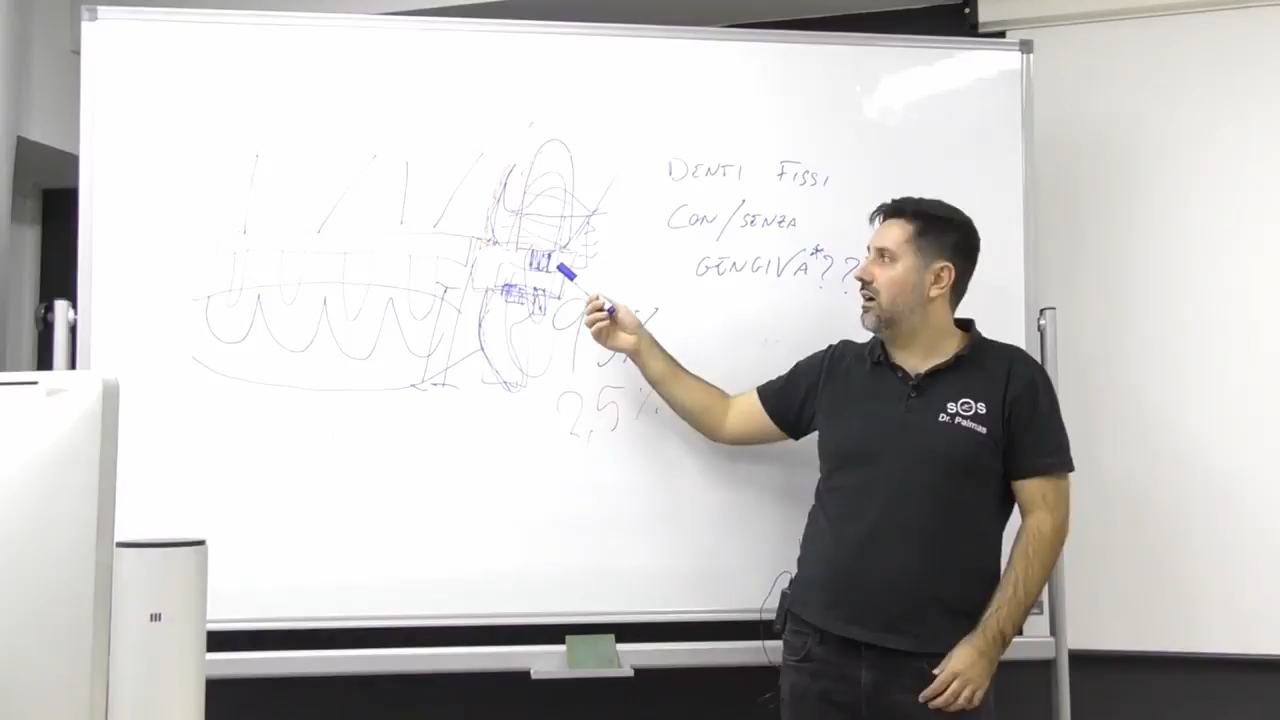 DENTI FISSI
CON/SENZA
GENGIVA*??
2,5%
SOS
Dr. Palmas